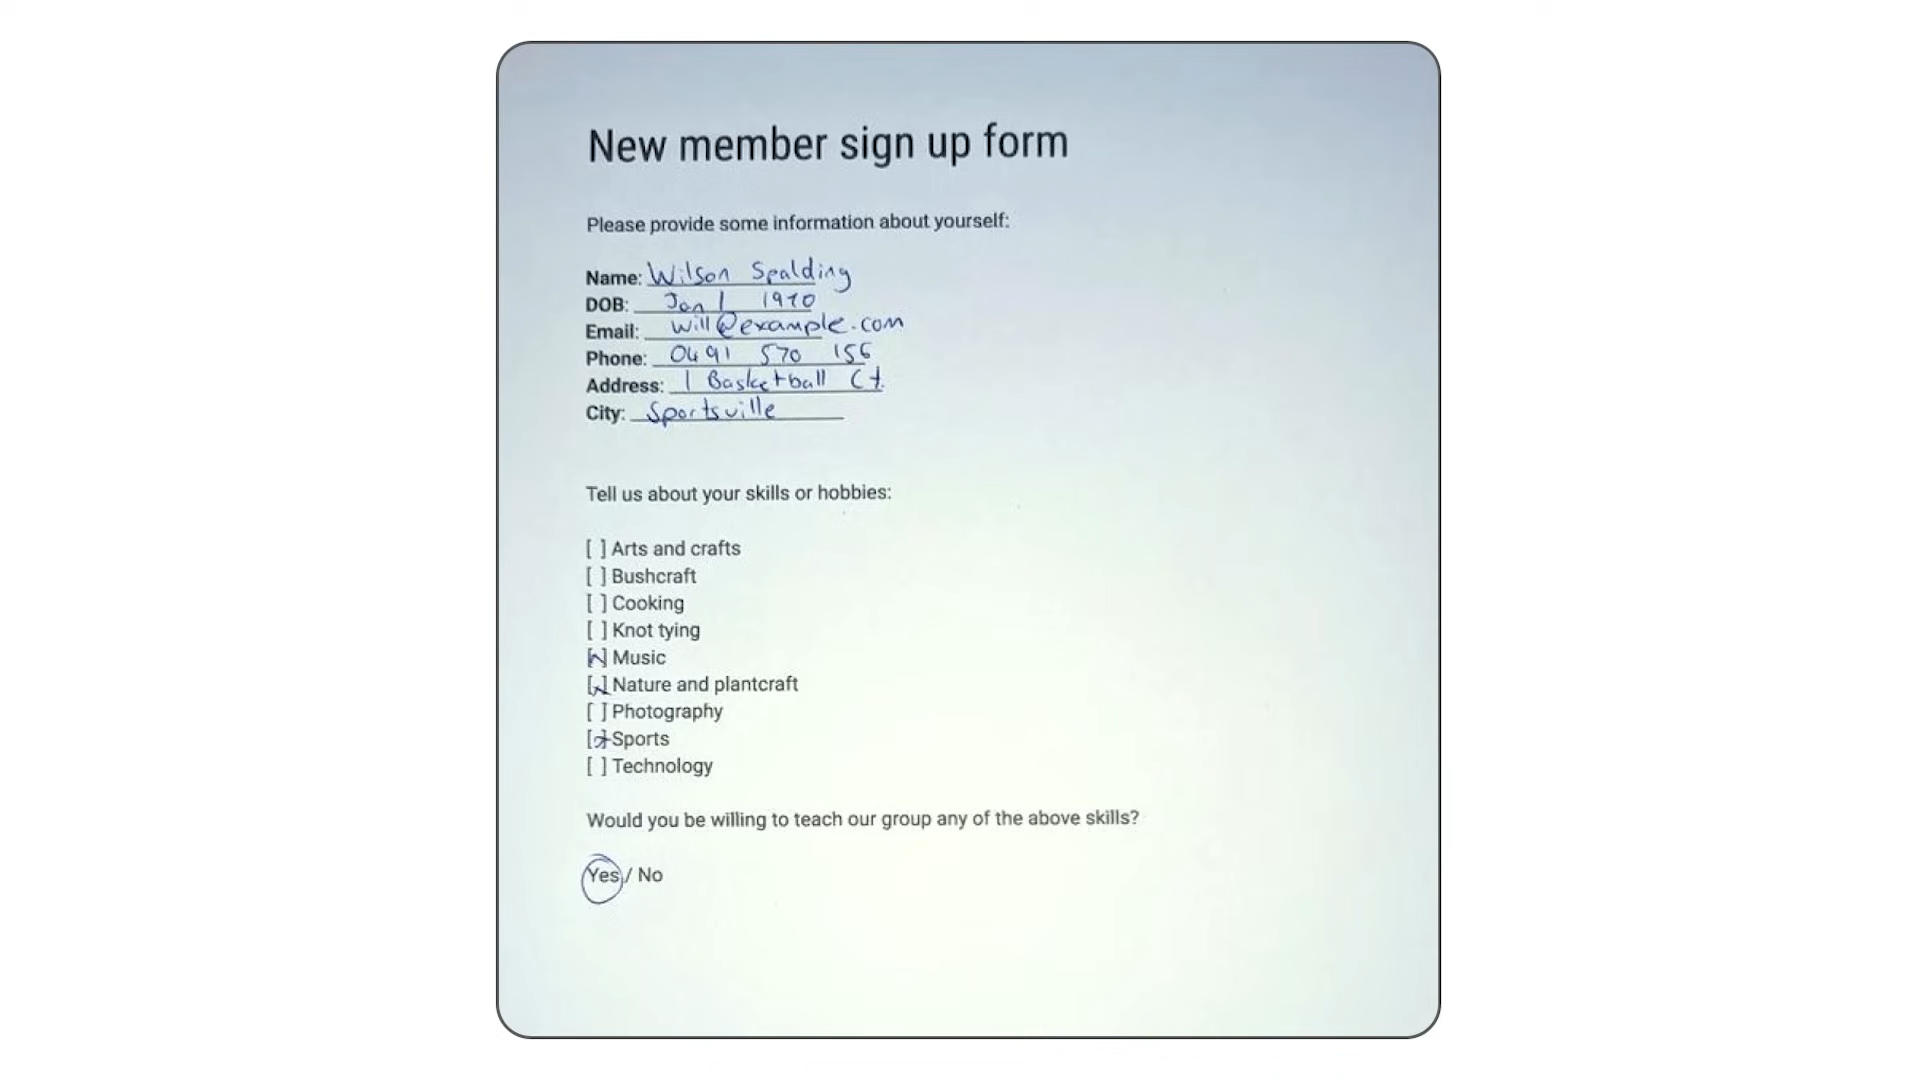 New member sign up form
Please provide some information about yourself:
Name: Wilson Spalding
DOB: Jan 1 1970
Email: will@example.com
Phone: 0491 570 156
Address: 1 Basketball Ct.
City: Sportsville
Tell us about your skills or hobbies:
[ ] Arts and crafts
[ ] Bushcraft
[ ] Cooking
[ ] Knot tying
[x] Music
[x] Nature and plantcraft
[ ] Photography
[x] Sports
[ ] Technology
Would you be willing to teach our group any of the above skills?
Yes / No